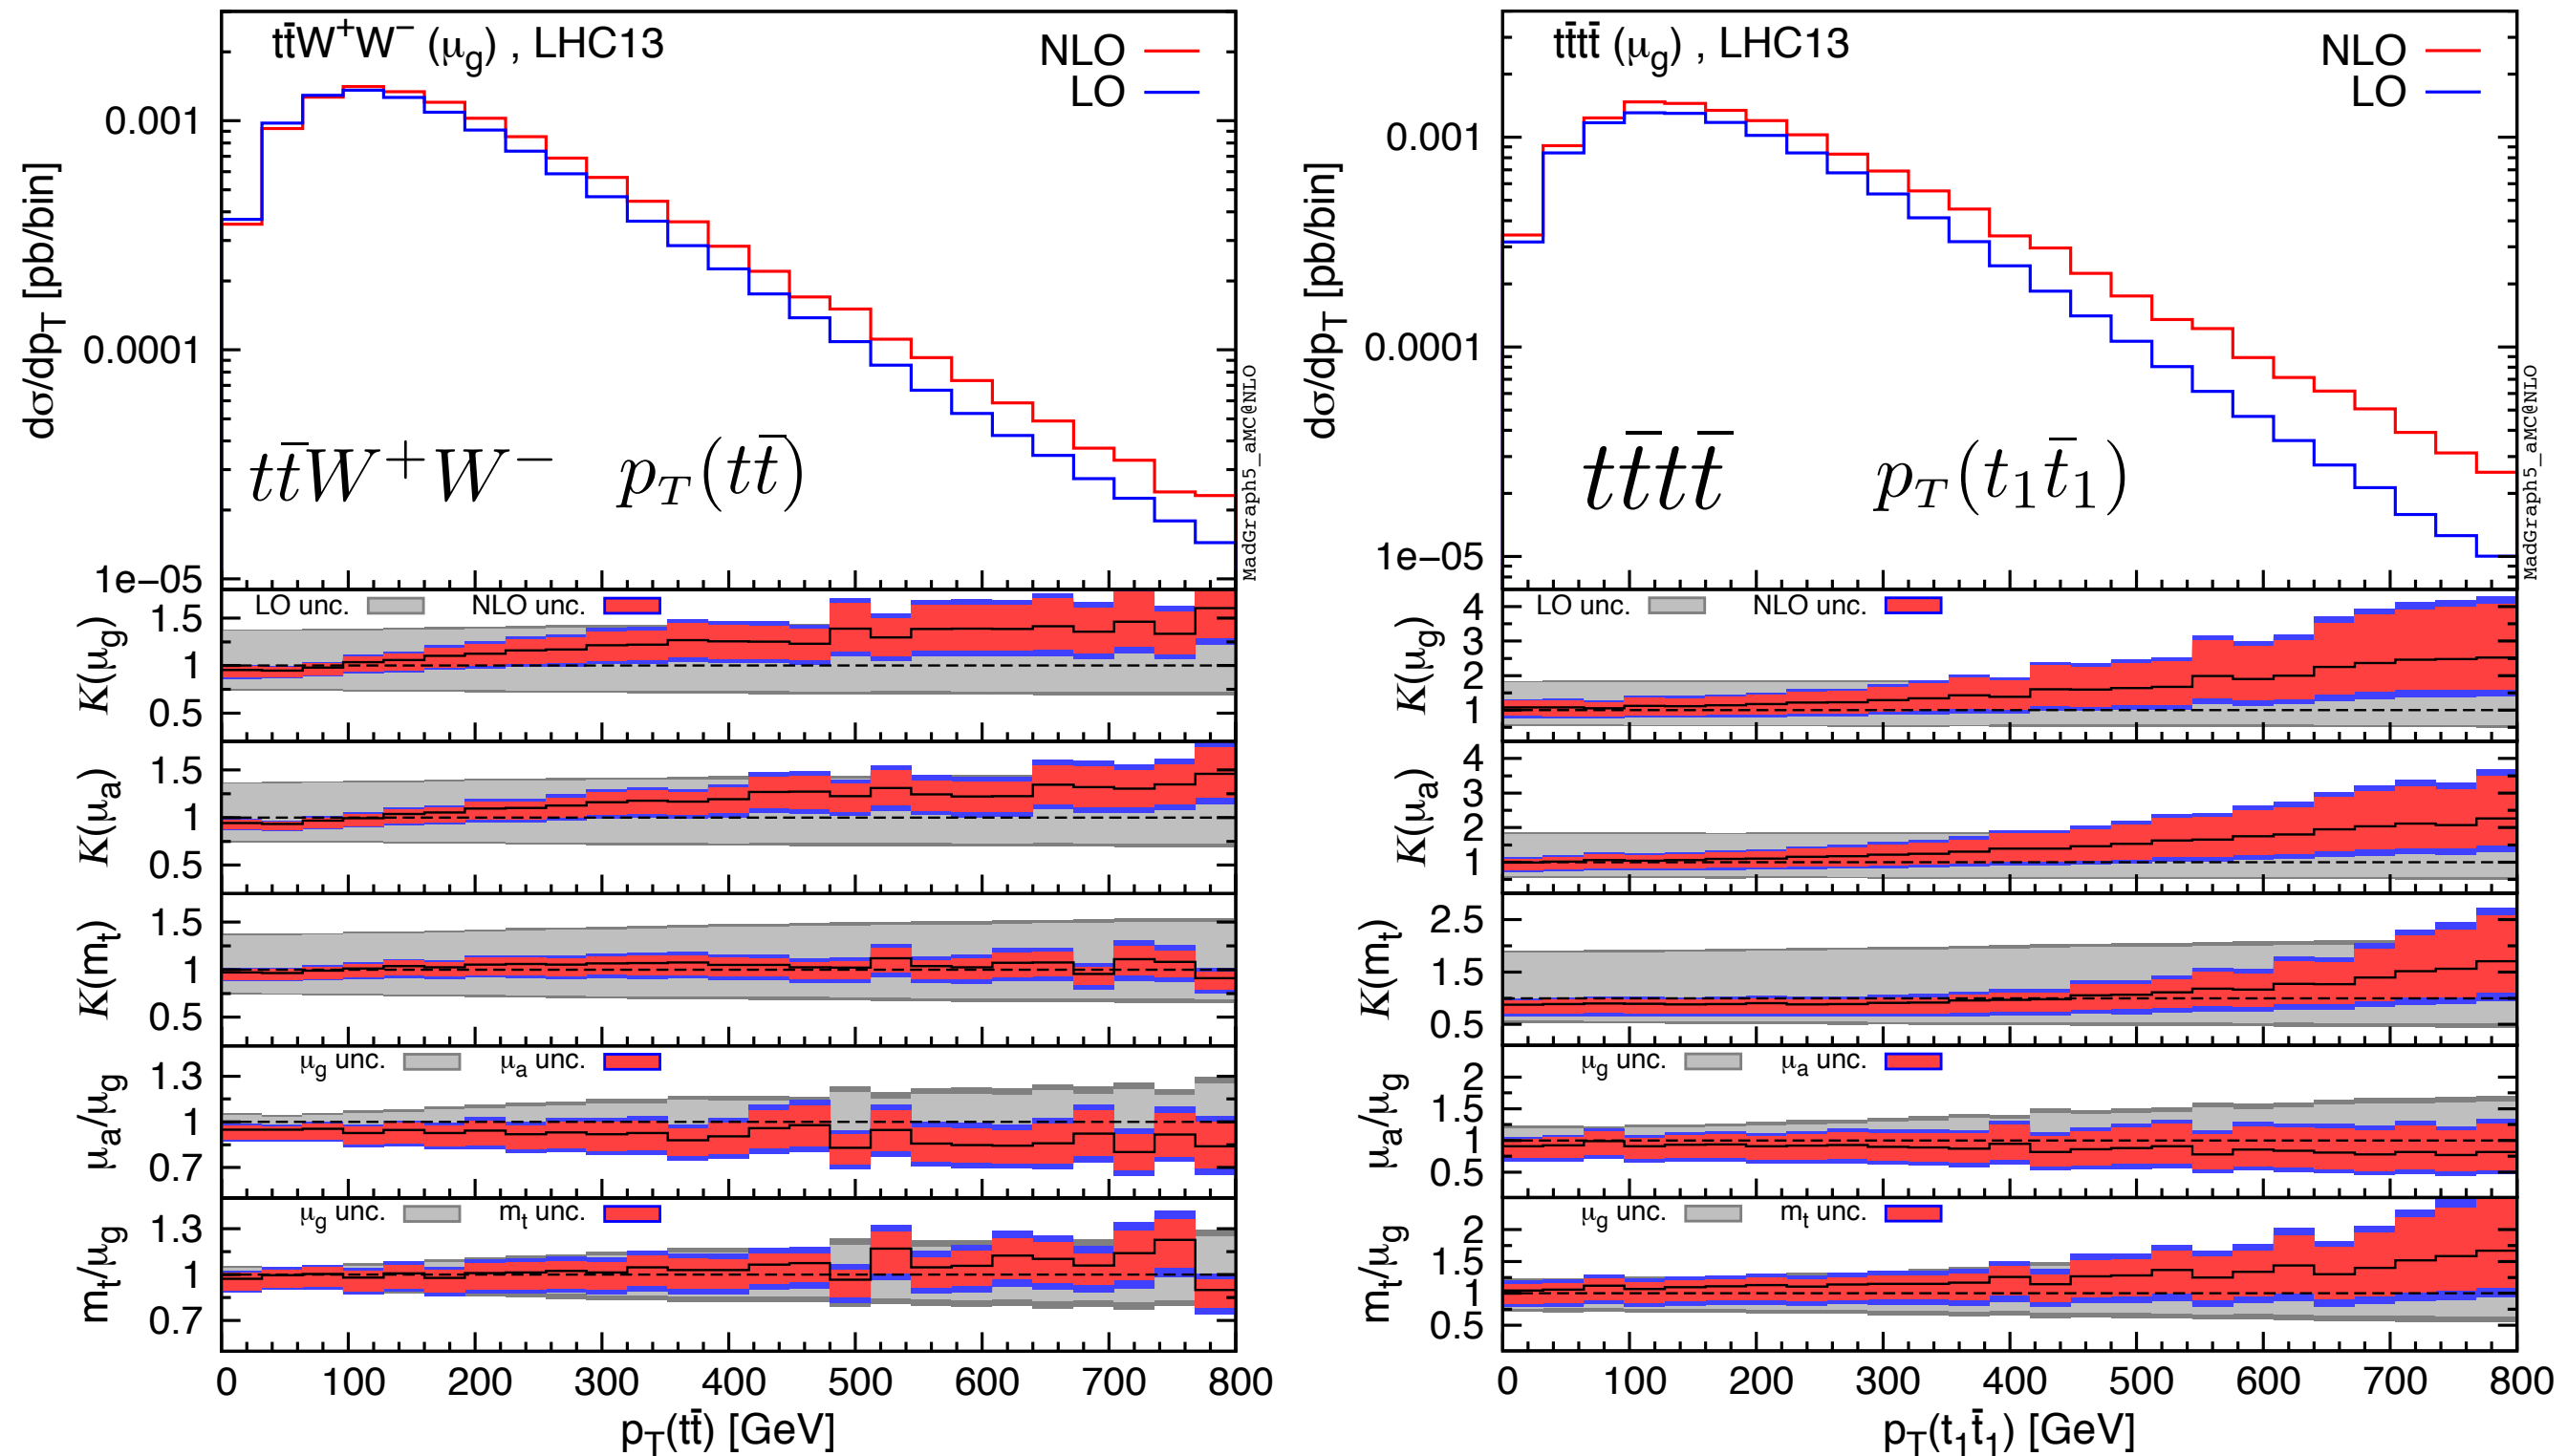 tt̄W⁺W⁻ (μg) , LHC13
NLO
LO
0.001
0.0001
1e−05
dσ/dpT [pb/bin]
tt̄W⁺W⁻ pT(tt̄)
MadGraph5_aMC@NLO
LO unc. NLO unc.
K(μg)
1.5
1
0.5
K(μa)
1.5
1
0.5
K(mt)
1.5
1
0.5
μg unc. μa unc.
μa/μg
1.3
1
0.7
μg unc. mt unc.
mt/μg
1.3
1
0.7
0 100 200 300 400 500 600 700 800
pT(tt̄) [GeV]
tt̄tt̄ (μg) , LHC13
NLO
LO
0.001
0.0001
1e−05
dσ/dpT [pb/bin]
tt̄tt̄ pT(t1t̄1)
MadGraph5_aMC@NLO
LO unc. NLO unc.
K(μg)
4
3
2
1
K(μa)
4
3
2
1
K(mt)
2.5
1.5
0.5
μg unc. μa unc.
μa/μg
2
1.5
1
0.5
μg unc. mt unc.
mt/μg
2
1.5
1
0.5
0 100 200 300 400 500 600 700 800
pT(t1t̄1) [GeV]